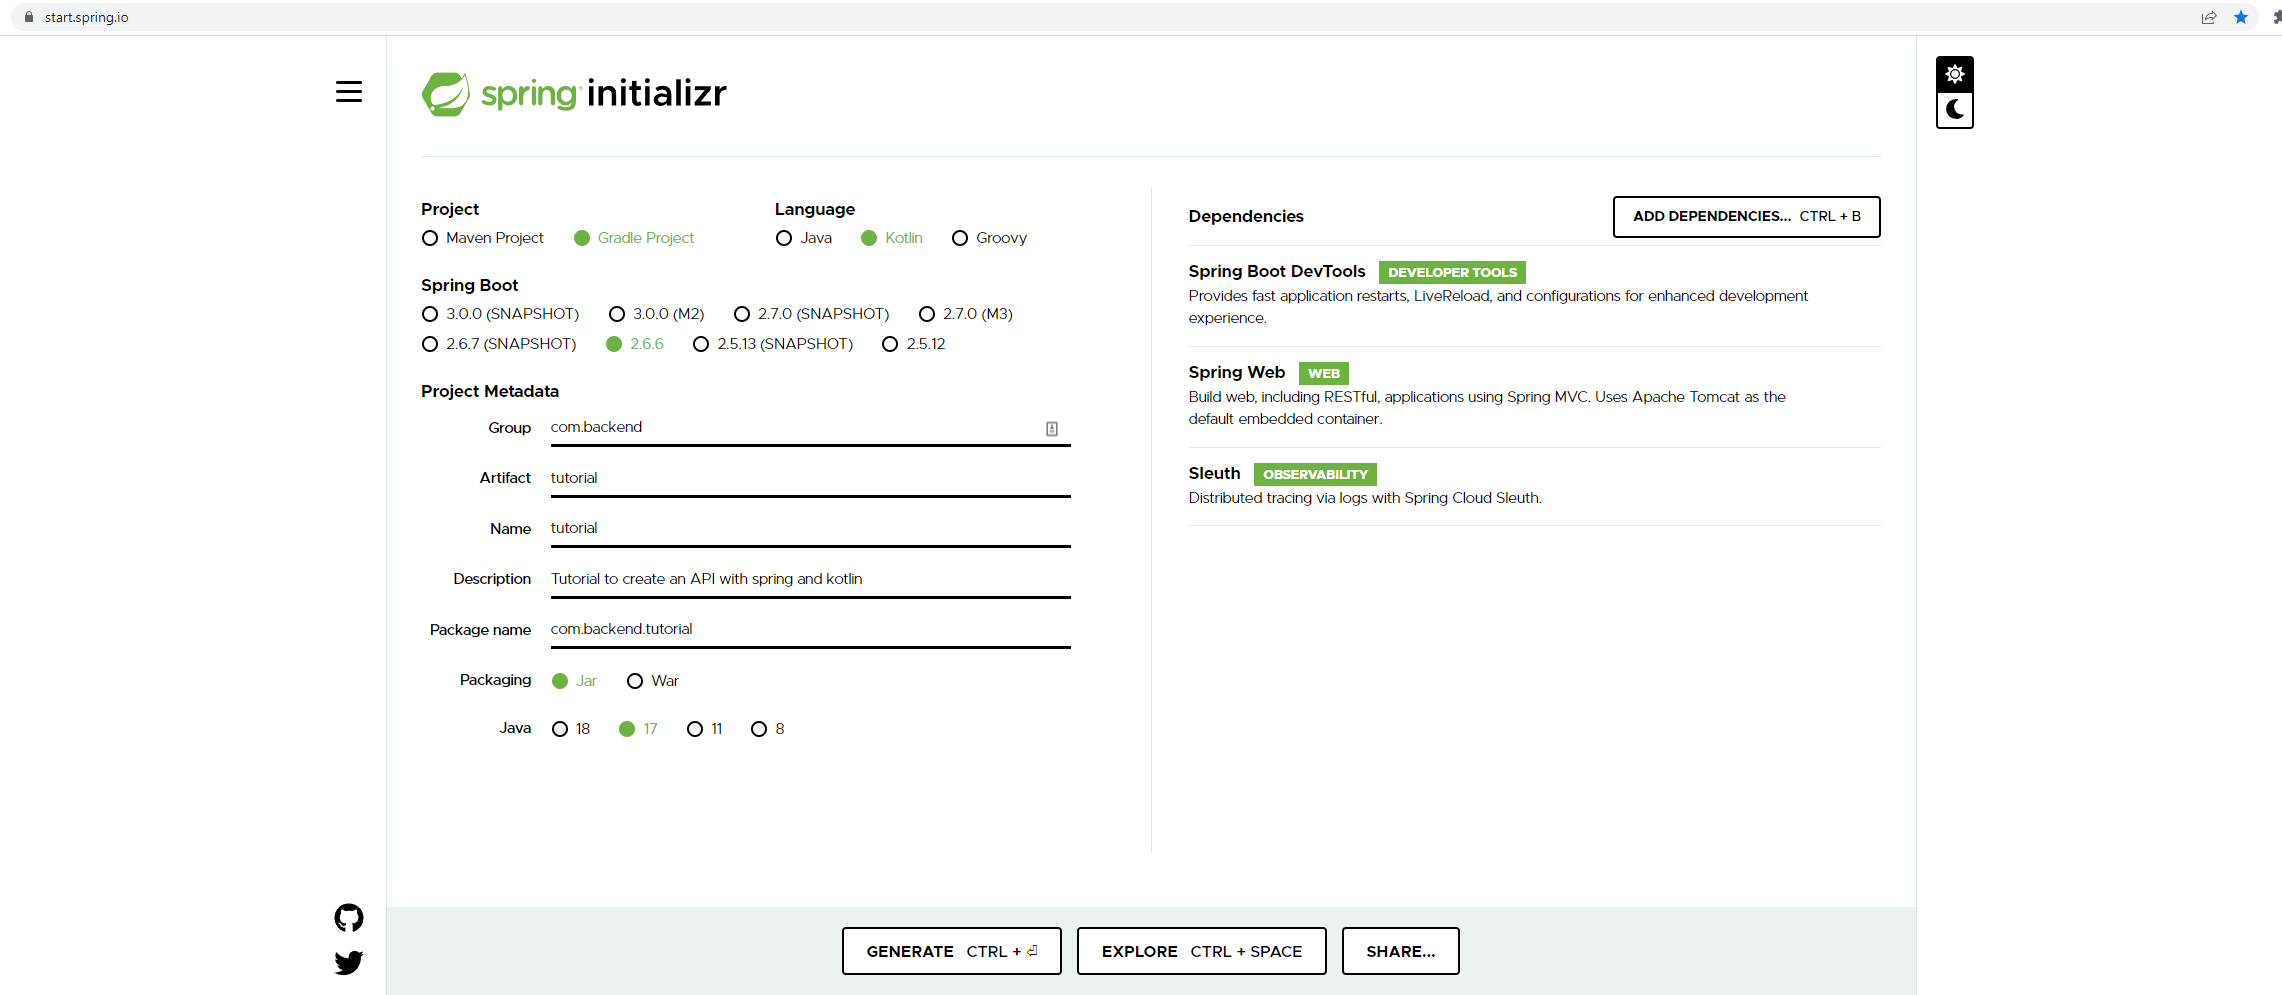 start.spring.io
spring initializr
Project
Maven Project Gradle Project
Language
Java Kotlin Groovy
Spring Boot
3.0.0 (SNAPSHOT) 3.0.0 (M2) 2.7.0 (SNAPSHOT) 2.7.0 (M3)
2.6.7 (SNAPSHOT) 2.6.6 2.5.13 (SNAPSHOT) 2.5.12
Project Metadata
Group com.backend
Artifact tutorial
Name tutorial
Description Tutorial to create an API with spring and kotlin
Package name com.backend.tutorial
Packaging Jar War
Java 18 17 11 8
Dependencies
ADD DEPENDENCIES... CTRL + B
Spring Boot DevTools DEVELOPER TOOLS
Provides fast application restarts, LiveReload, and configurations for enhanced development
experience.
Spring Web WEB
Build web, including RESTful, applications using Spring MVC. Uses Apache Tomcat as the
default embedded container.
Sleuth OBSERVABILITY
Distributed tracing via logs with Spring Cloud Sleuth.
GENERATE CTRL + ⏎
EXPLORE CTRL + SPACE
SHARE...